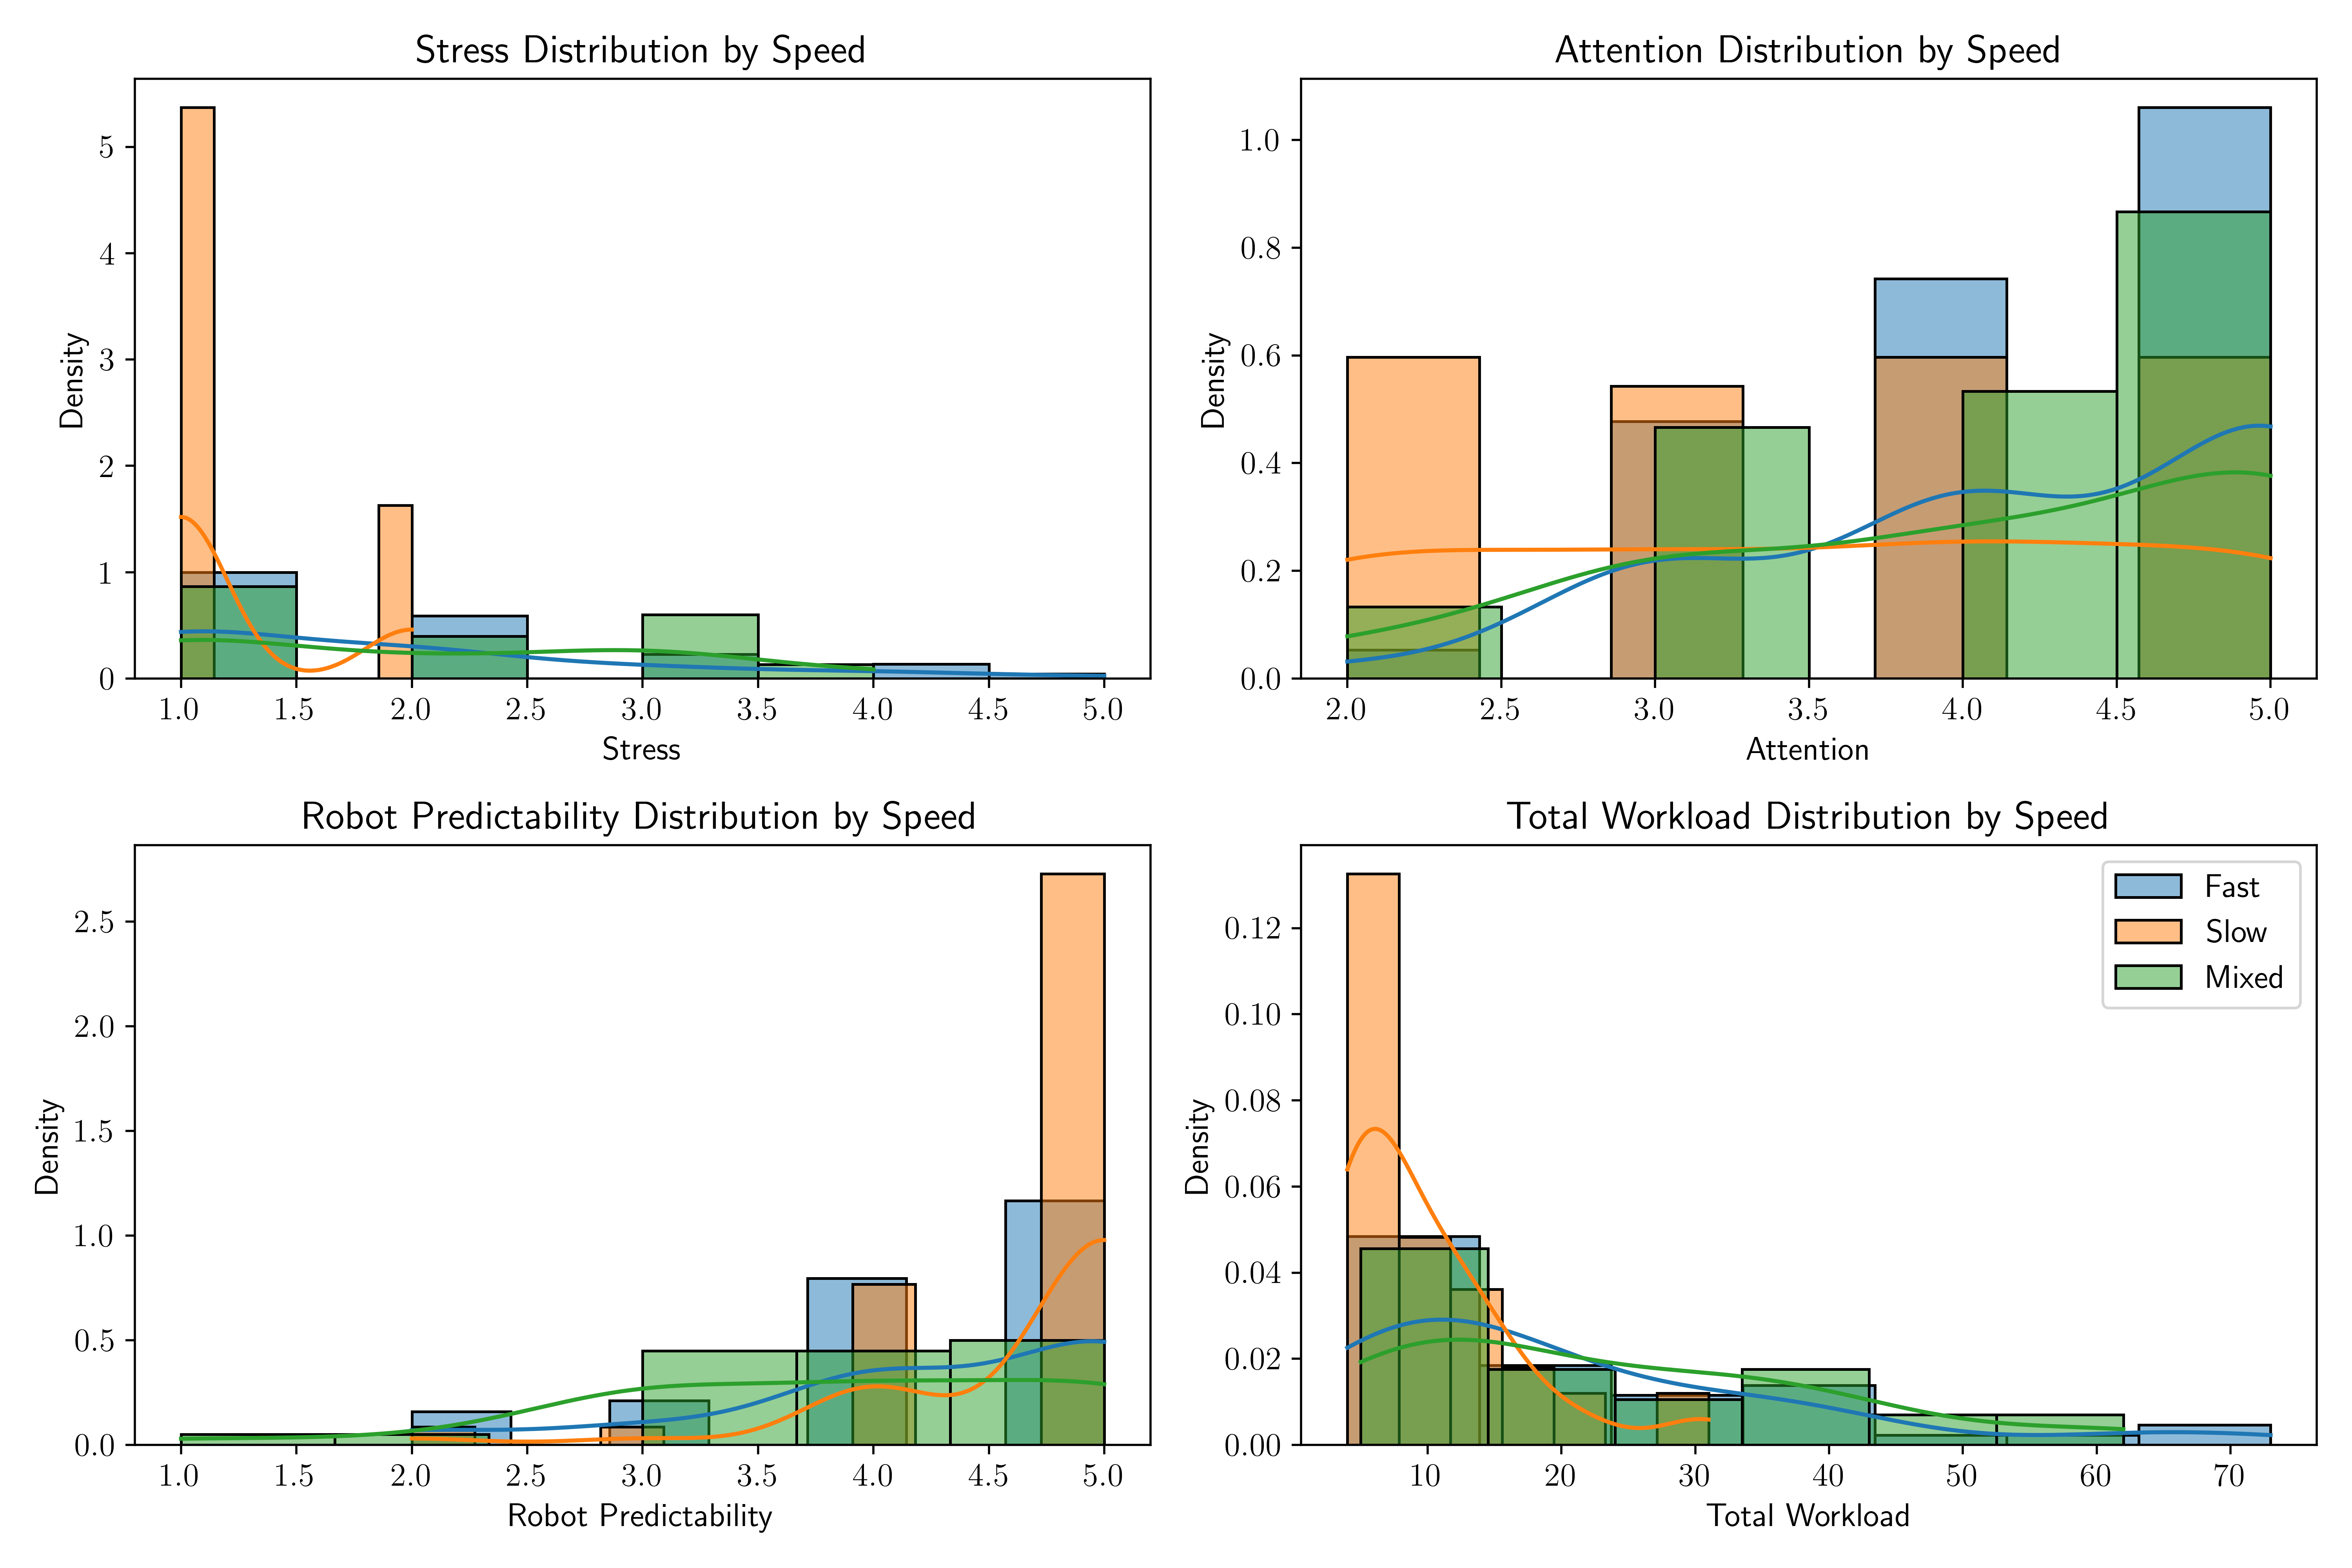 Stress Distribution by Speed
Density
5
4
3
2
1
0
1.0 1.5 2.0 2.5 3.0 3.5 4.0 4.5 5.0
Stress
Attention Distribution by Speed
Density
1.0
0.8
0.6
0.4
0.2
0.0
2.0 2.5 3.0 3.5 4.0 4.5 5.0
Attention
Robot Predictability Distribution by Speed
Density
2.5
2.0
1.5
1.0
0.5
0.0
1.0 1.5 2.0 2.5 3.0 3.5 4.0 4.5 5.0
Robot Predictability
Total Workload Distribution by Speed
Fast
Slow
Mixed
Density
0.12
0.10
0.08
0.06
0.04
0.02
0.00
10 20 30 40 50 60 70
Total Workload